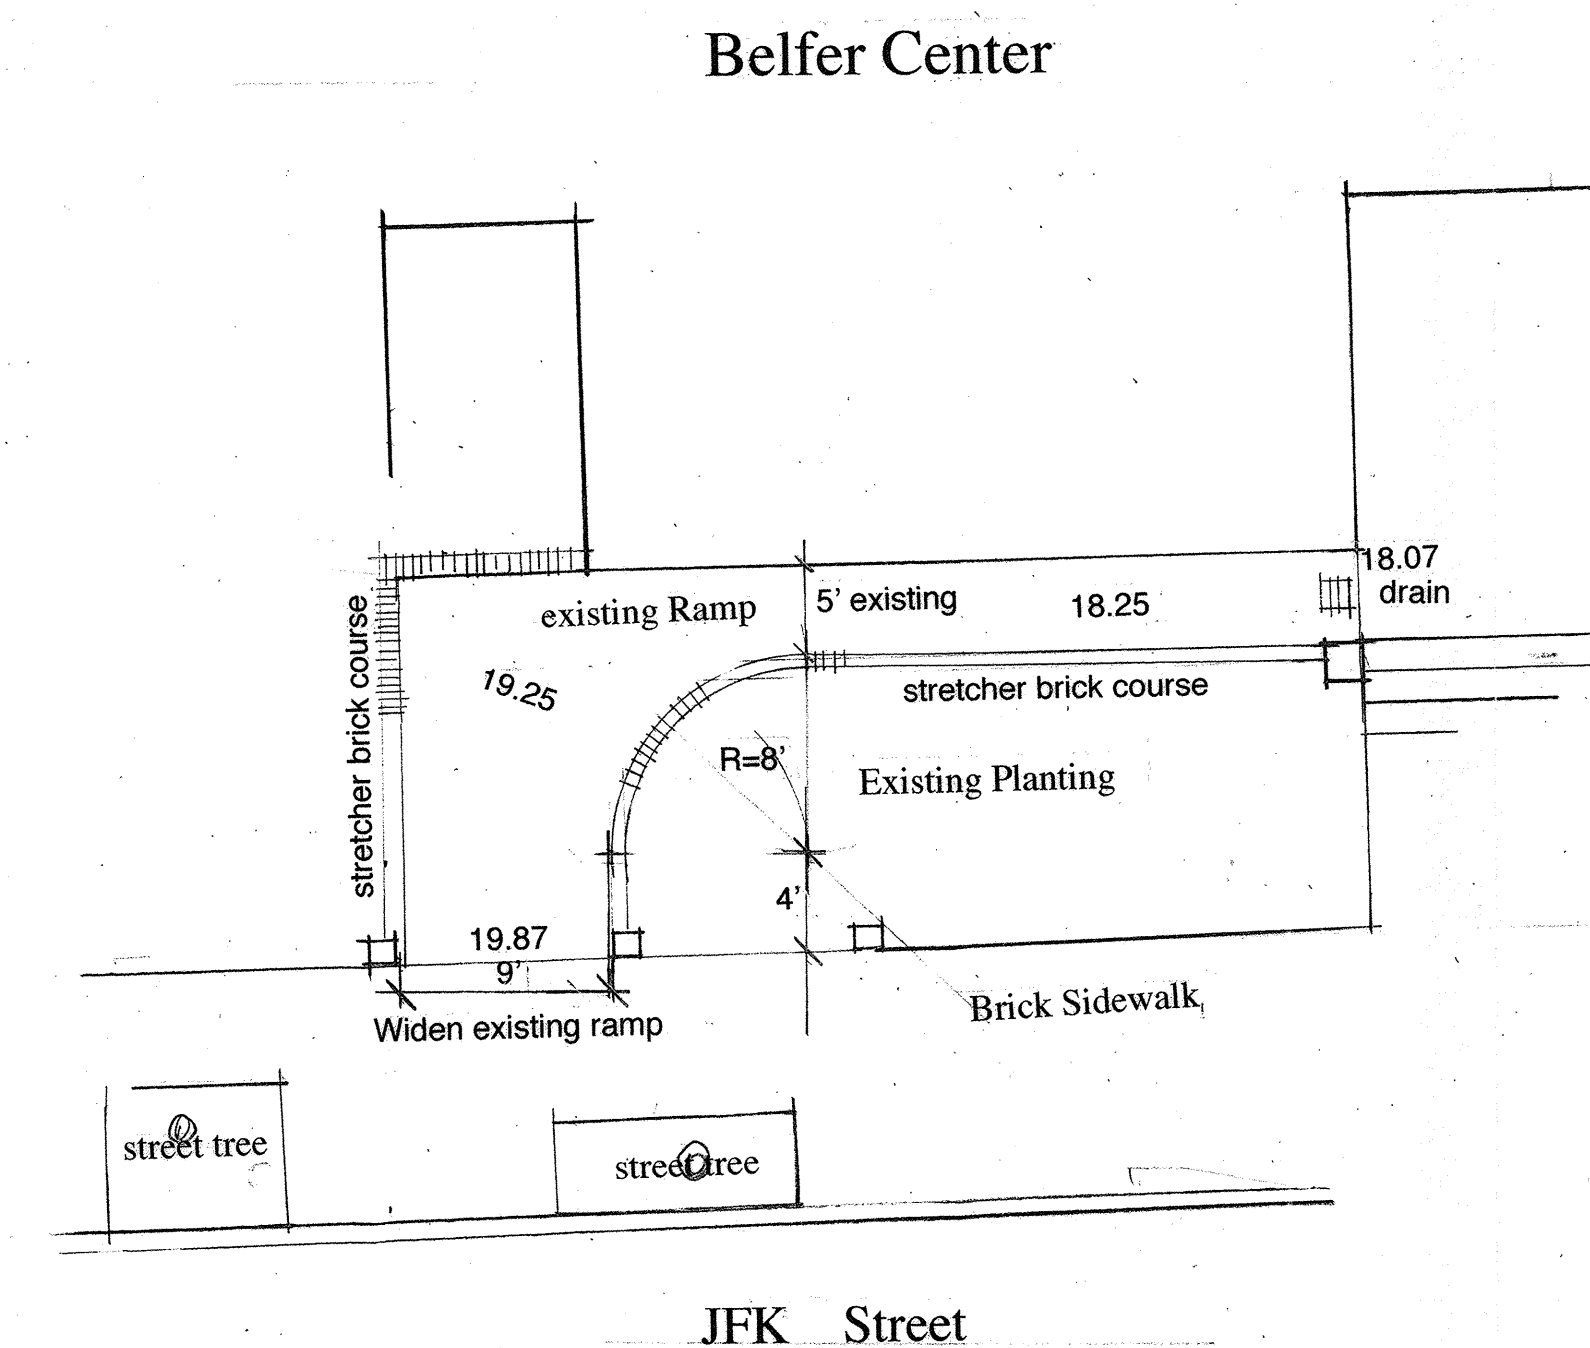 Belfer Center
18.07
drain
existing Ramp
5’ existing
18.25
stretcher brick course
19.25
stretcher brick course
R=8’
Existing Planting
4’
19.87
9’
Widen existing ramp
Brick Sidewalk
street tree
street tree
JFK Street